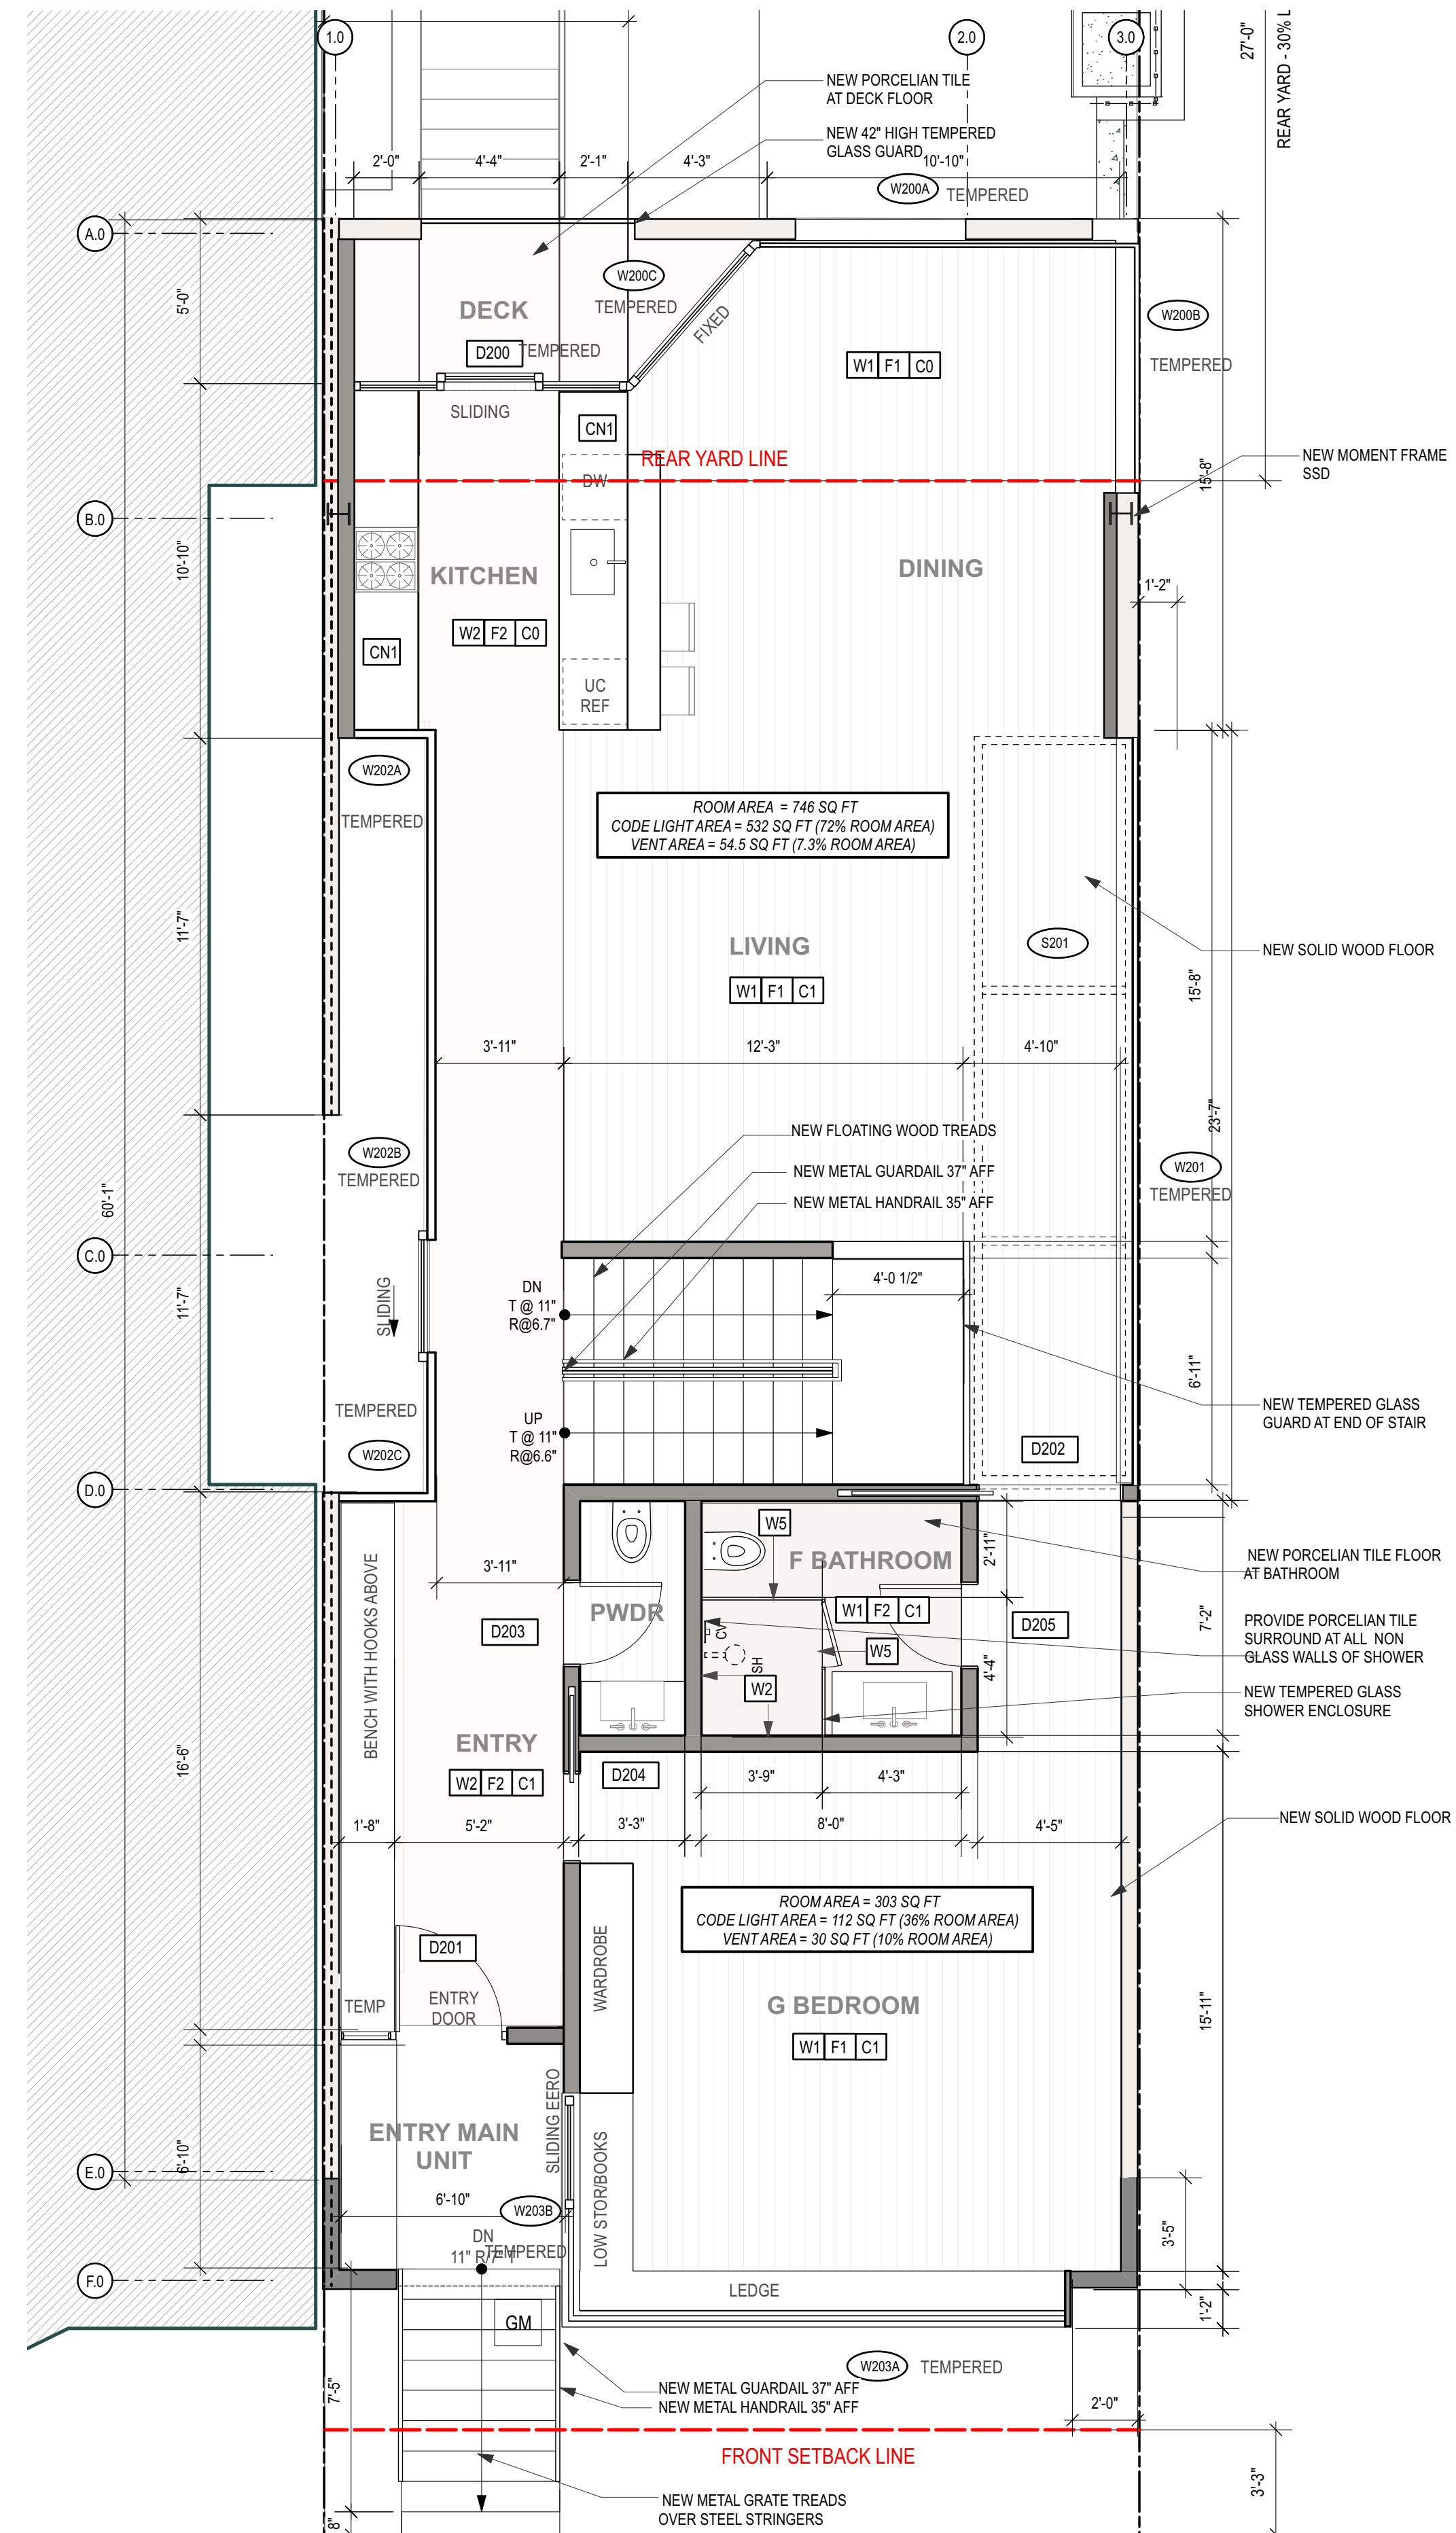 1.0
2.0
3.0
27'-0"
REAR YARD - 30% L
NEW PORCELIAN TILE
AT DECK FLOOR
NEW 42" HIGH TEMPERED
GLASS GUARD
2'-0"
4'-4"
2'-1"
4'-3"
10'-10"
W200A
TEMPERED
A.0
5'-0"
DECK
W200C
TEMPERED
FIXED
W200B
TEMPERED
D200
TEMPERED
SLIDING
W1 F1 C0
CN1
REAR YARD LINE
DW
NEW MOMENT FRAME
SSD
15'-8"
B.0
10'-10"
KITCHEN
DINING
1'-2"
W2 F2 C0
CN1
UC
REF
W202A
TEMPERED
ROOM AREA = 746 SQ FT
CODE LIGHT AREA = 532 SQ FT (72% ROOM AREA)
VENT AREA = 54.5 SQ FT (7.3% ROOM AREA)
11'-7"
LIVING
S201
NEW SOLID WOOD FLOOR
W1 F1 C1
15'-8"
3'-11"
12'-3"
4'-10"
23'-7"
NEW FLOATING WOOD TREADS
W202B
TEMPERED
NEW METAL GUARDAIL 37" AFF
NEW METAL HANDRAIL 35" AFF
W201
TEMPERED
60'-1"
C.0
11'-7"
SLIDING
DN
T @ 11"
R@6.7"
4'-0 1/2"
6'-11"
NEW TEMPERED GLASS
GUARD AT END OF STAIR
TEMPERED
W202C
UP
T @ 11"
R@6.6"
D202
D.0
W5
F BATHROOM
2'-11"
NEW PORCELIAN TILE FLOOR
AT BATHROOM
3'-11"
BENCH WITH HOOKS ABOVE
PWDR
W1 F2 C1
D203
CV
SH
W5
D205
7'-2"
PROVIDE PORCELIAN TILE
SURROUND AT ALL NON
GLASS WALLS OF SHOWER
4'-4"
W2
NEW TEMPERED GLASS
SHOWER ENCLOSURE
ENTRY
W2 F2 C1
16'-6"
D204
3'-9"
4'-3"
1'-8"
5'-2"
3'-3"
8'-0"
4'-5"
NEW SOLID WOOD FLOOR
ROOM AREA = 303 SQ FT
CODE LIGHT AREA = 112 SQ FT (36% ROOM AREA)
VENT AREA = 30 SQ FT (10% ROOM AREA)
D201
WARDROBE
TEMP
ENTRY
DOOR
G BEDROOM
W1 F1 C1
15'-11"
SLIDING EERO
ENTRY MAIN
UNIT
LOW STOR/BOOKS
6'-10"
E.0
6'-10"
W203B
TEMPERED
DN
11" R/7" T
3'-5"
F.0
LEDGE
1'-2"
GM
W203A
TEMPERED
NEW METAL GUARDAIL 37" AFF
NEW METAL HANDRAIL 35" AFF
7'-5"
2'-0"
FRONT SETBACK LINE
3'-3"
NEW METAL GRATE TREADS
OVER STEEL STRINGERS
8"